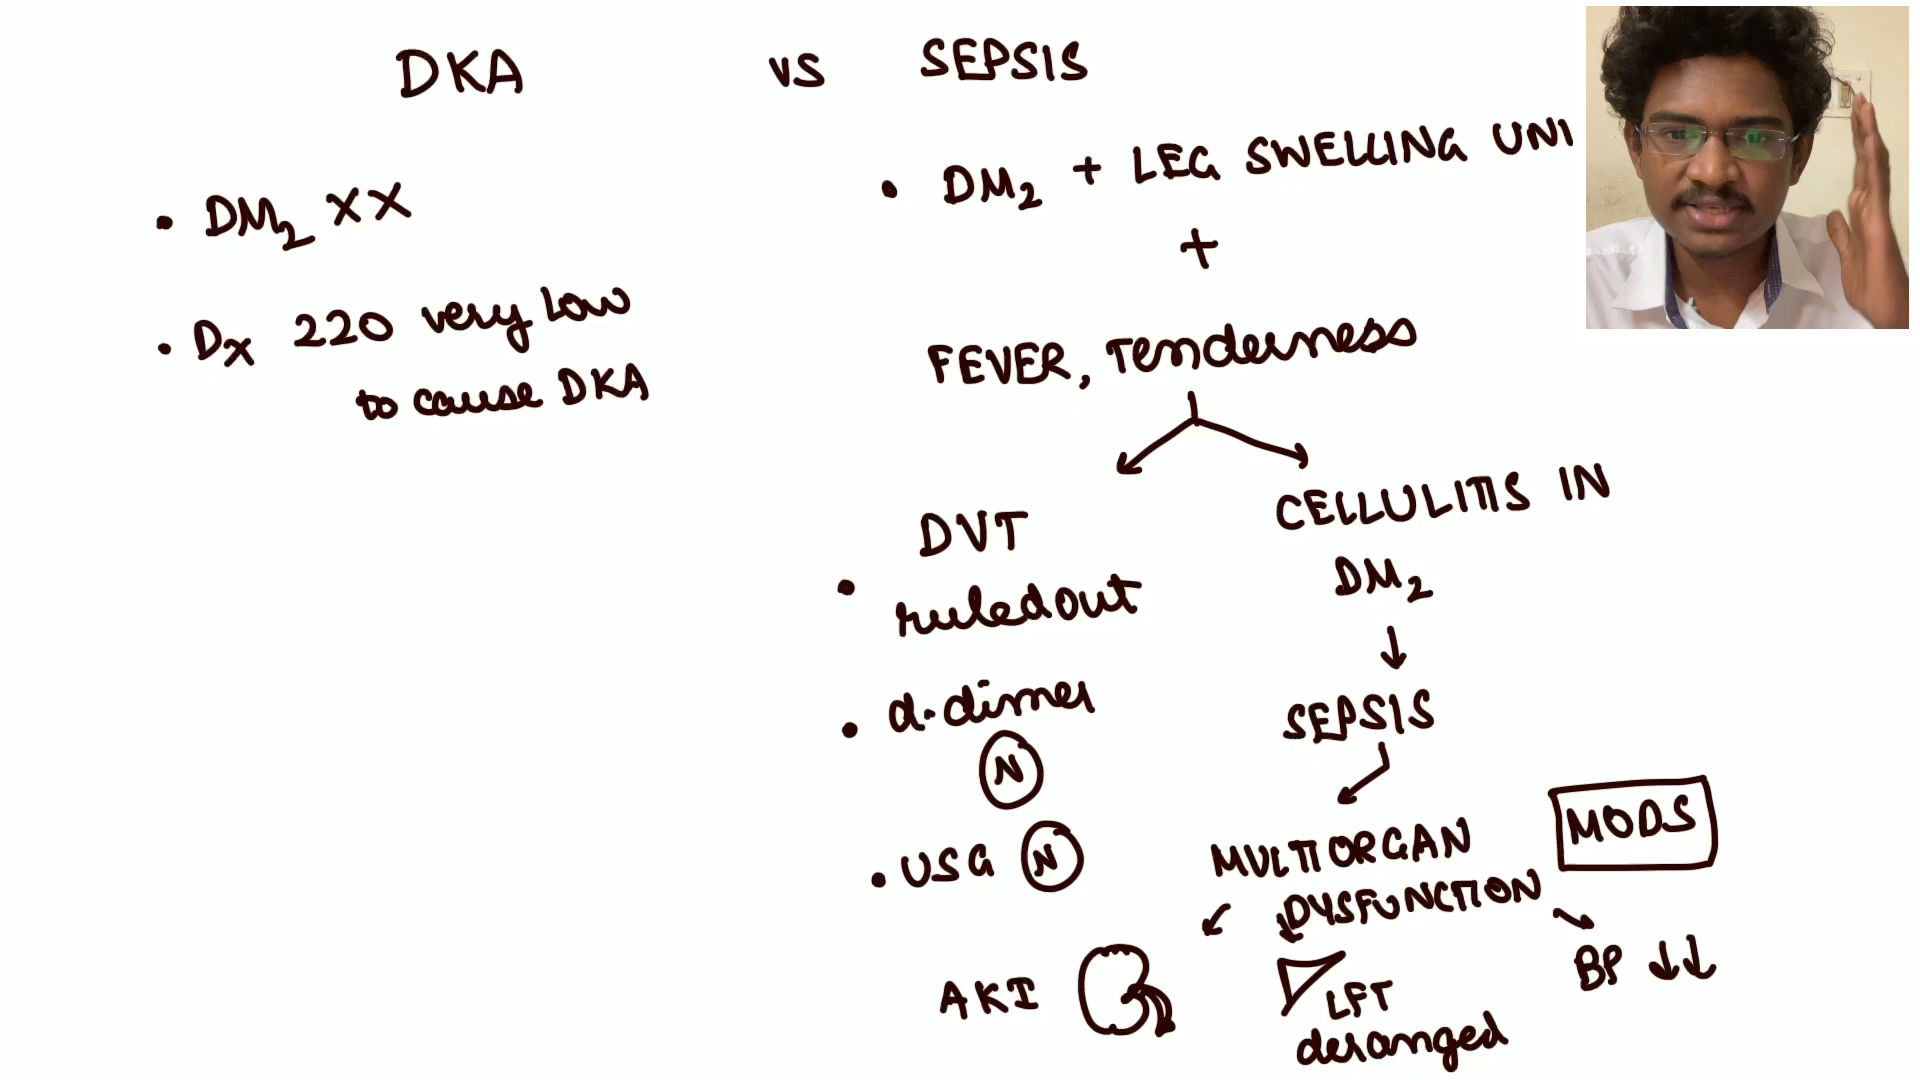 DKA vs SEPSIS
• DM2 XX
• Dx 220 very low
to cause DKA
• DM2 + LEG SWELLING UNI
+
FEVER, Tenderness
DVT
• ruledout
• d-dimer
N
• USG N
CELLULITIS IN
DM2
↓
SEPSIS
MULTIORGAN
DYSFUNCTION
MODS
AKI
LFT
deranged
BP ↓↓